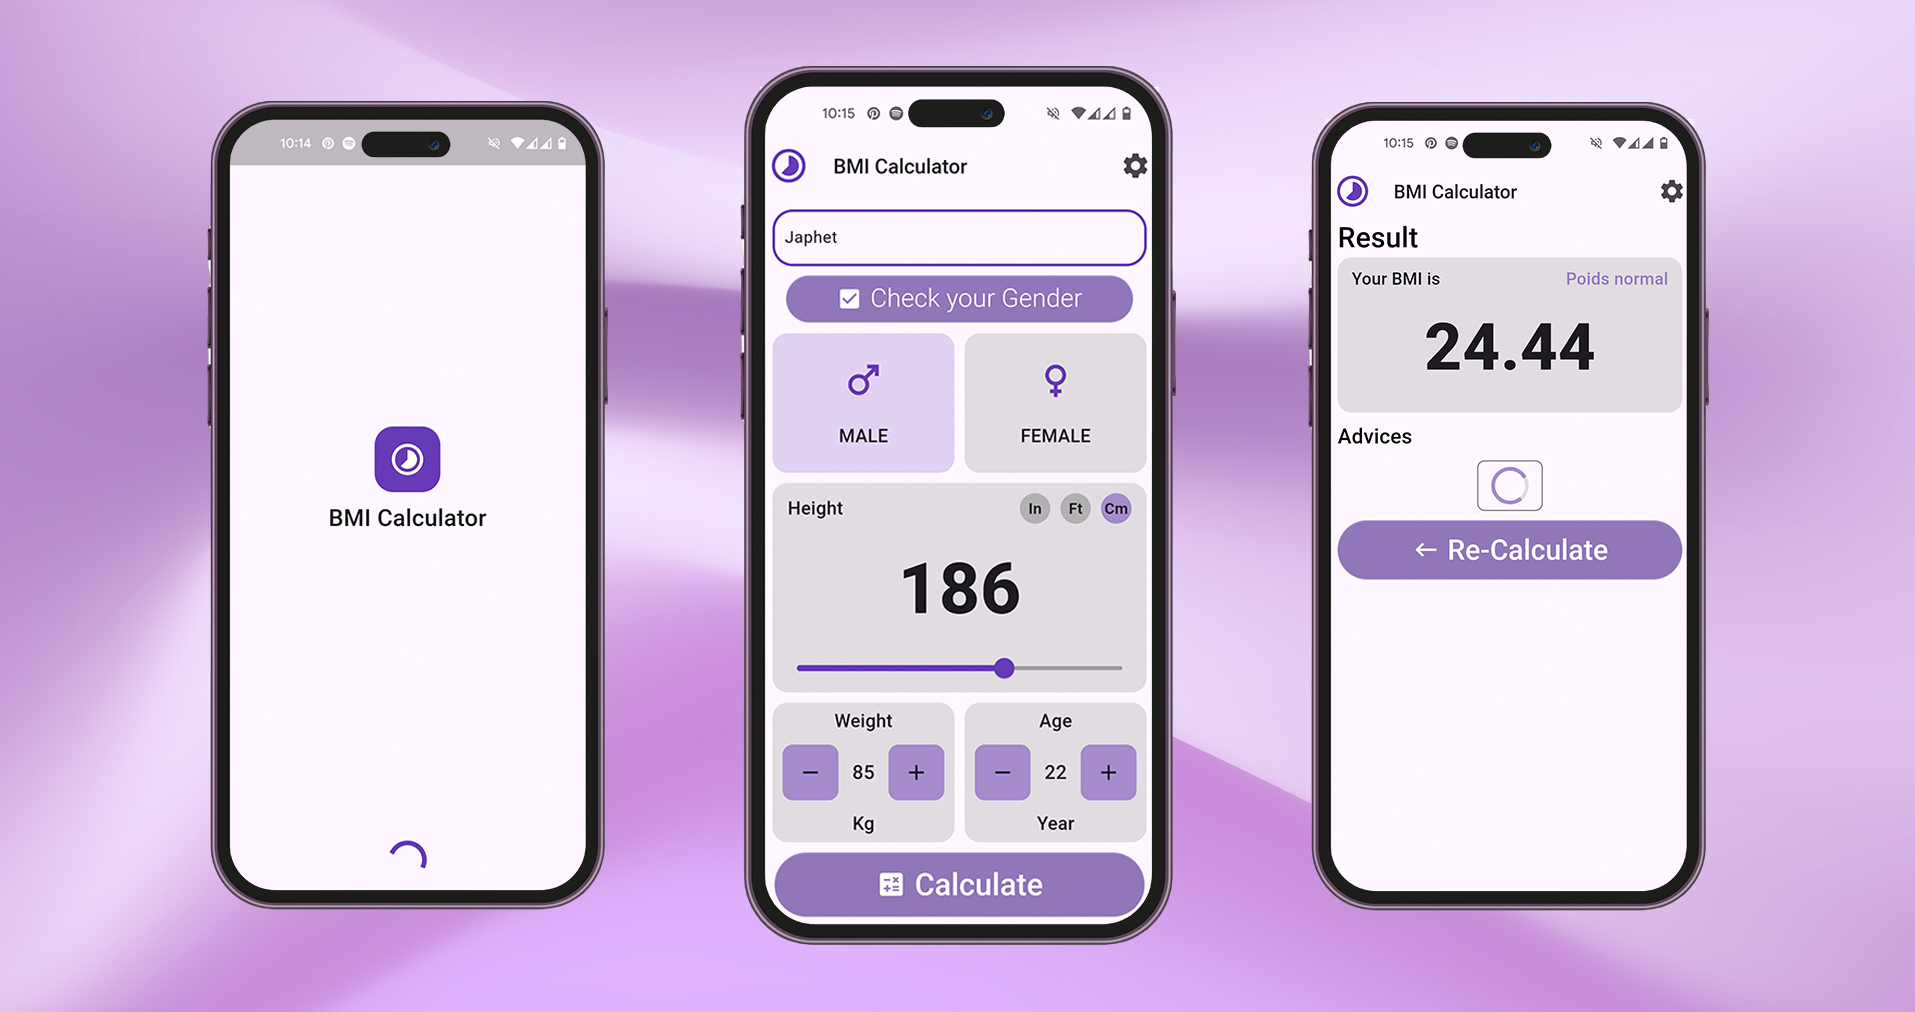 10:14
BMI Calculator
10:15
BMI Calculator
Japhet
Check your Gender
MALE
FEMALE
Height
In
Ft
Cm
186
Weight
Age
85
22
Kg
Year
Calculate
10:15
BMI Calculator
Result
Your BMI is
Poids normal
24.44
Advices
Re-Calculate